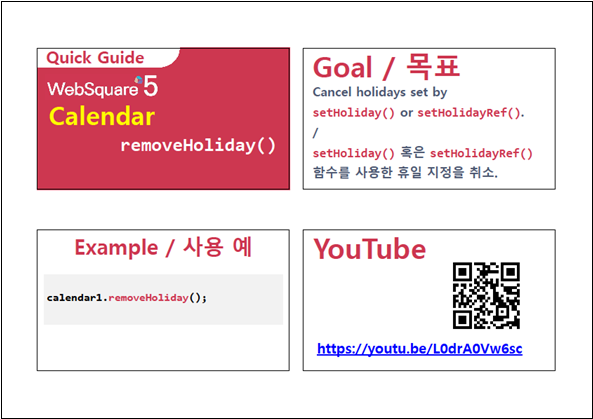 Quick Guide
WebSquare 5
Calendar
removeHoliday()
Goal / 목표
Cancel holidays set by
setHoliday() or setHolidayRef().
/
setHoliday() 혹은 setHolidayRef()
함수를 사용한 휴일 지정을 취소.
Example / 사용 예
calendar1.removeHoliday();
YouTube
https://youtu.be/L0drA0Vw6sc